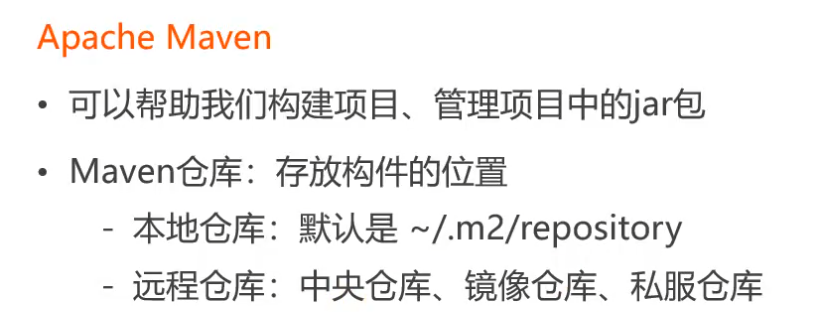 Apache Maven
• 可以帮助我们构建项目、管理项目中的jar包
• Maven仓库：存放构件的位置
- 本地仓库：默认是 ~/.m2/repository
- 远程仓库：中央仓库、镜像仓库、私服仓库